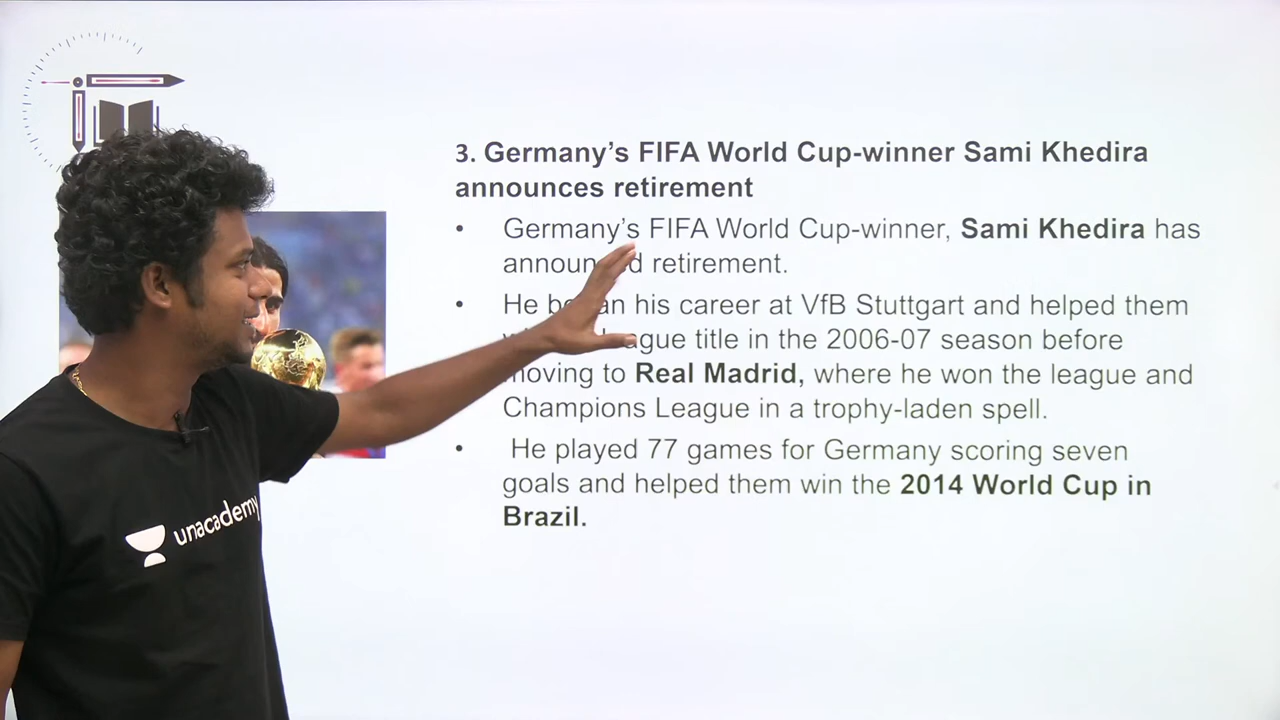 3. Germany’s FIFA World Cup-winner Sami Khedira
announces retirement
• Germany’s FIFA World Cup-winner, Sami Khedira has
retirement.
• He his career at VfB Stuttgart and helped them
title in the 2006-07 season before
moving to Real Madrid, where he won the league and
Champions League in a trophy-laden spell.
• He played 77 games for Germany scoring seven
goals and helped them win the 2014 World Cup in
Brazil.
unacademy